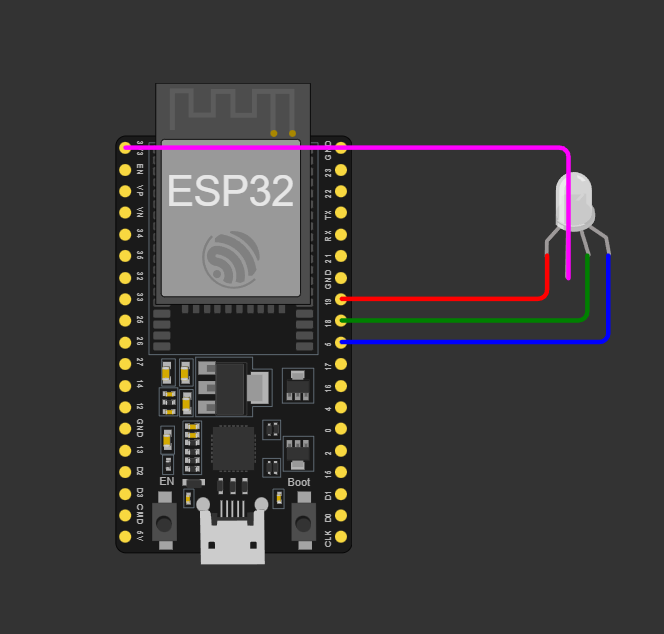 ESP32
3V3
EN
VP
VN
34
35
32
33
25
26
27
14
12
GND
13
D2
D3
CMD
5V
GND
23
22
TX
RX
21
GND
19
18
5
17
16
4
0
2
15
D1
D0
CLK
EN
Boot